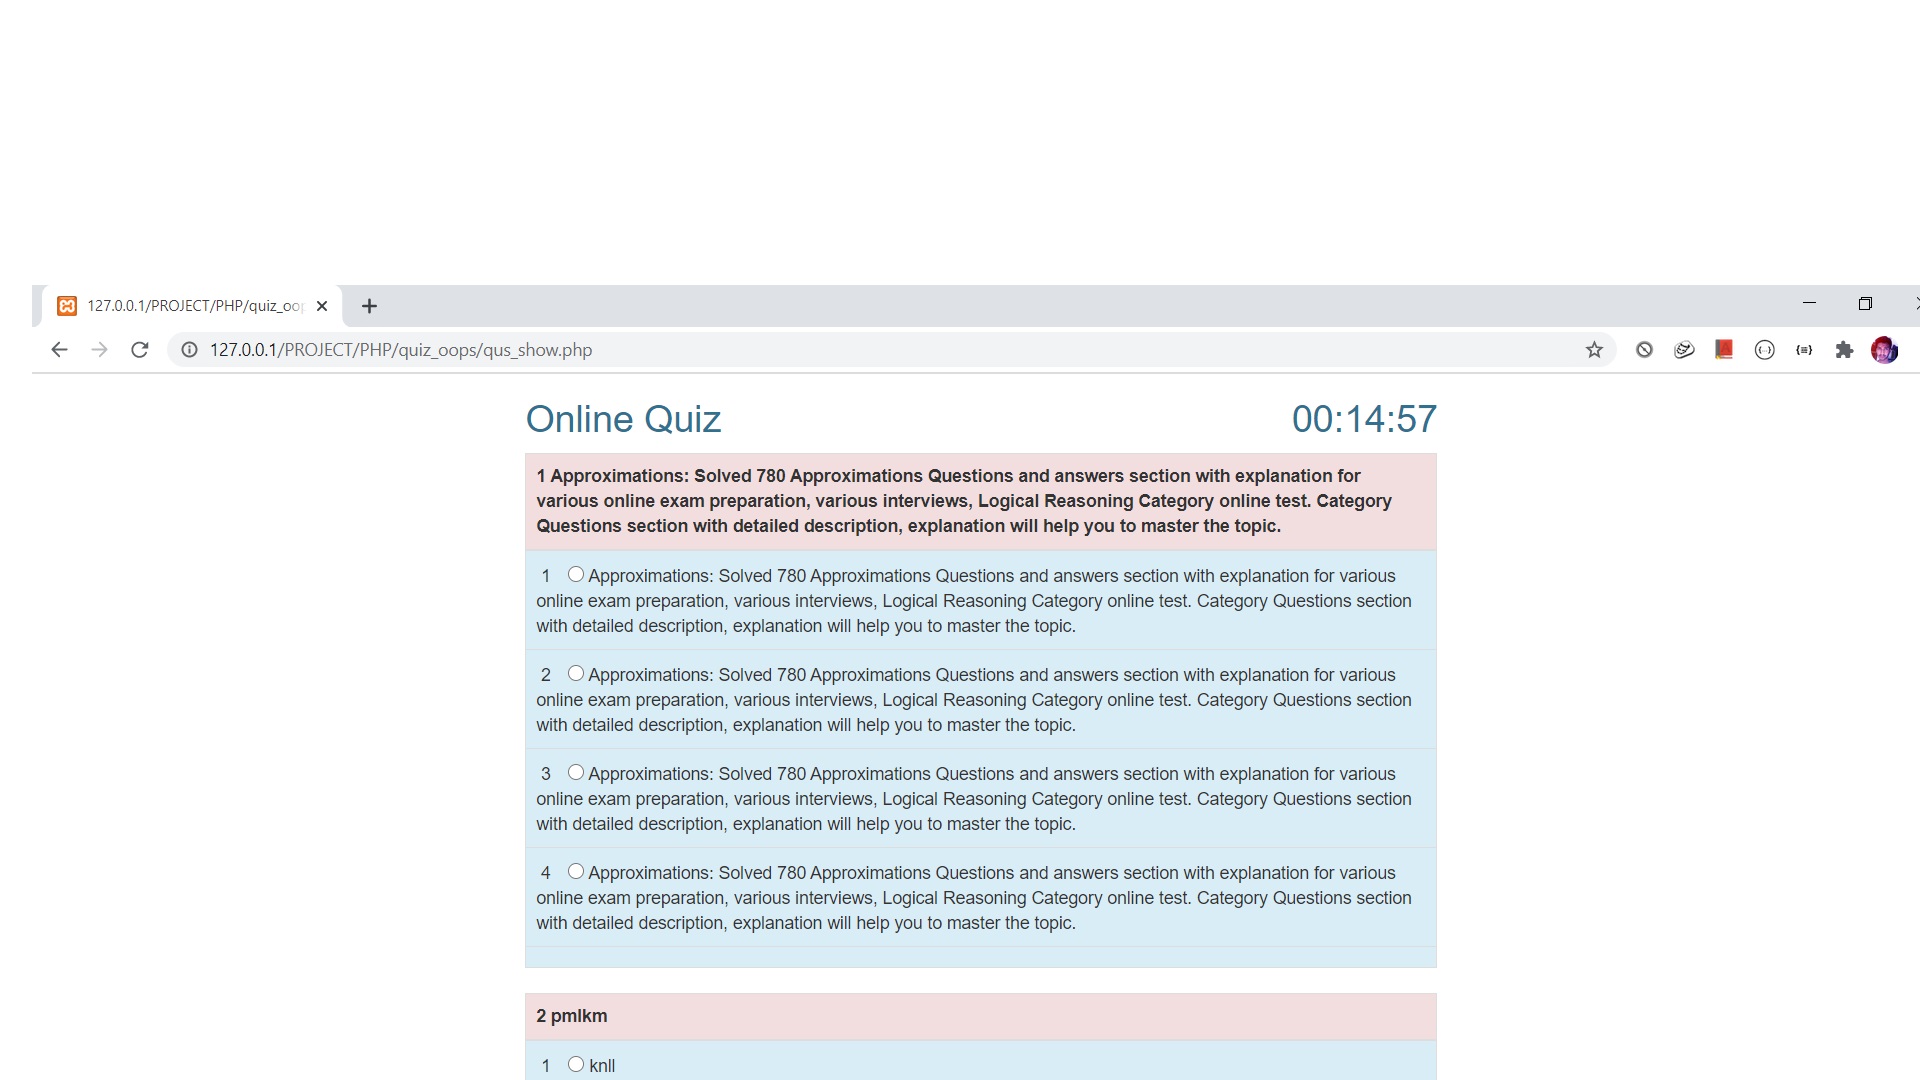 127.0.0.1/PROJECT/PHP/quiz_oop
127.0.0.1/PROJECT/PHP/quiz_oops/qus_show.php
Online Quiz 00:14:57
1 Approximations: Solved 780 Approximations Questions and answers section with explanation for
various online exam preparation, various interviews, Logical Reasoning Category online test. Category
Questions section with detailed description, explanation will help you to master the topic.
1 Approximations: Solved 780 Approximations Questions and answers section with explanation for various
online exam preparation, various interviews, Logical Reasoning Category online test. Category Questions section
with detailed description, explanation will help you to master the topic.
2 Approximations: Solved 780 Approximations Questions and answers section with explanation for various
online exam preparation, various interviews, Logical Reasoning Category online test. Category Questions section
with detailed description, explanation will help you to master the topic.
3 Approximations: Solved 780 Approximations Questions and answers section with explanation for various
online exam preparation, various interviews, Logical Reasoning Category online test. Category Questions section
with detailed description, explanation will help you to master the topic.
4 Approximations: Solved 780 Approximations Questions and answers section with explanation for various
online exam preparation, various interviews, Logical Reasoning Category online test. Category Questions section
with detailed description, explanation will help you to master the topic.
2 pmlkm
1 knll